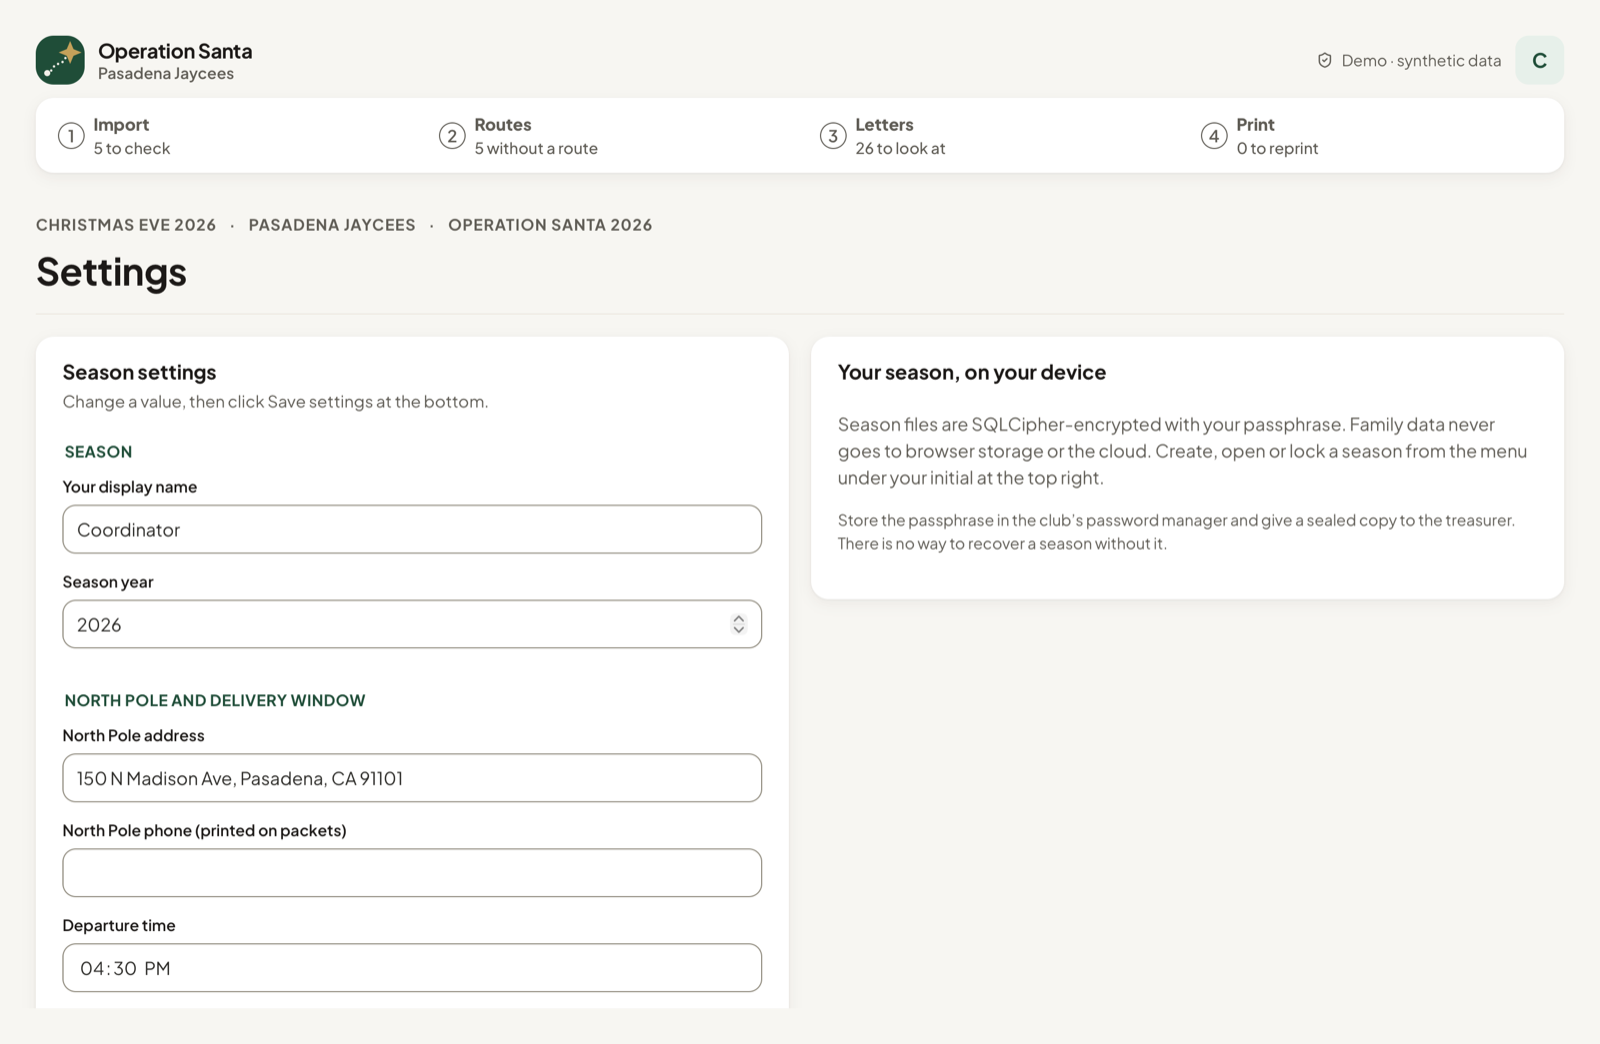 Operation Santa
Pasadena Jaycees
Demo · synthetic data
C
1
Import
5 to check
2
Routes
5 without a route
3
Letters
26 to look at
4
Print
0 to reprint
CHRISTMAS EVE 2026 · PASADENA JAYCEES · OPERATION SANTA 2026
Settings
Season settings
Change a value, then click Save settings at the bottom.
SEASON
Your display name
Coordinator
Season year
2026
NORTH POLE AND DELIVERY WINDOW
North Pole address
150 N Madison Ave, Pasadena, CA 91101
North Pole phone (printed on packets)
Departure time
04:30 PM
Your season, on your device
Season files are SQLCipher-encrypted with your passphrase. Family data never
goes to browser storage or the cloud. Create, open or lock a season from the menu
under your initial at the top right.
Store the passphrase in the club's password manager and give a sealed copy to the treasurer.
There is no way to recover a season without it.